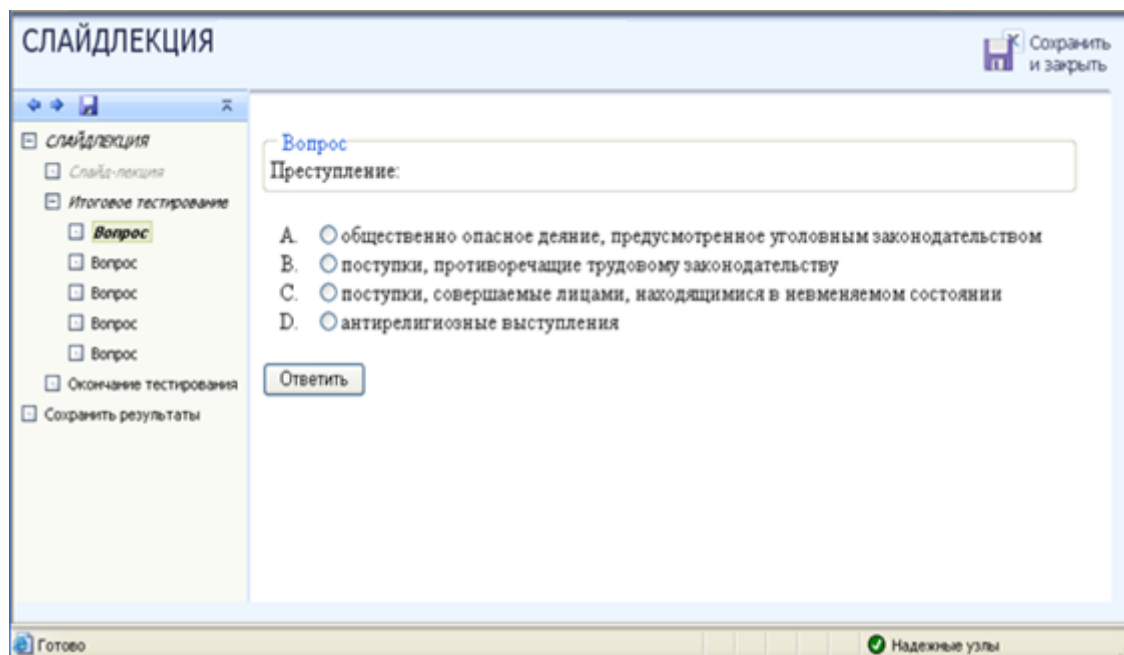 СЛАЙДЛЕКЦИЯ
Сохранить
и закрыть
СЛАЙДЛЕКЦИЯ
Слайд-лекция
Итоговое тестирование
Вопрос
Вопрос
Вопрос
Вопрос
Вопрос
Окончание тестирования
Сохранить результаты
Вопрос
Преступление:
A. общественно опасное деяние, предусмотренное уголовным законодательством
B. поступки, противоречащие трудовому законодательству
C. поступки, совершаемые лицами, находящимися в невменяемом состоянии
D. антирелигиозные выступления
Ответить
Готово
Надежные узлы